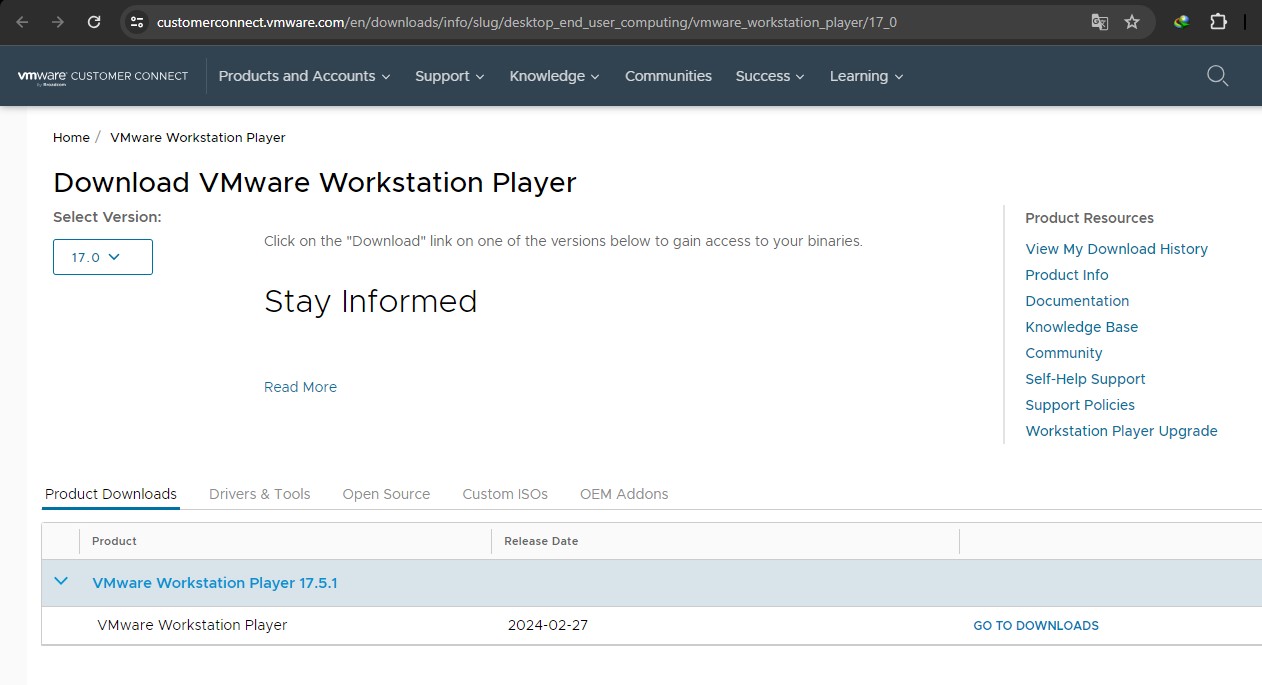 customerconnect.vmware.com/en/downloads/info/slug/desktop_end_user_computing/vmware_workstation_player/17_0
vmware CUSTOMER CONNECT Products and Accounts Support Knowledge Communities Success Learning
by Broadcom
Home / VMware Workstation Player
Download VMware Workstation Player
Select Version:
17.0
Click on the "Download" link on one of the versions below to gain access to your binaries.
Stay Informed
Read More
Product Resources
View My Download History
Product Info
Documentation
Knowledge Base
Community
Self-Help Support
Support Policies
Workstation Player Upgrade
Product Downloads Drivers & Tools Open Source Custom ISOs OEM Addons
Product Release Date
VMware Workstation Player 17.5.1
VMware Workstation Player 2024-02-27 GO TO DOWNLOADS